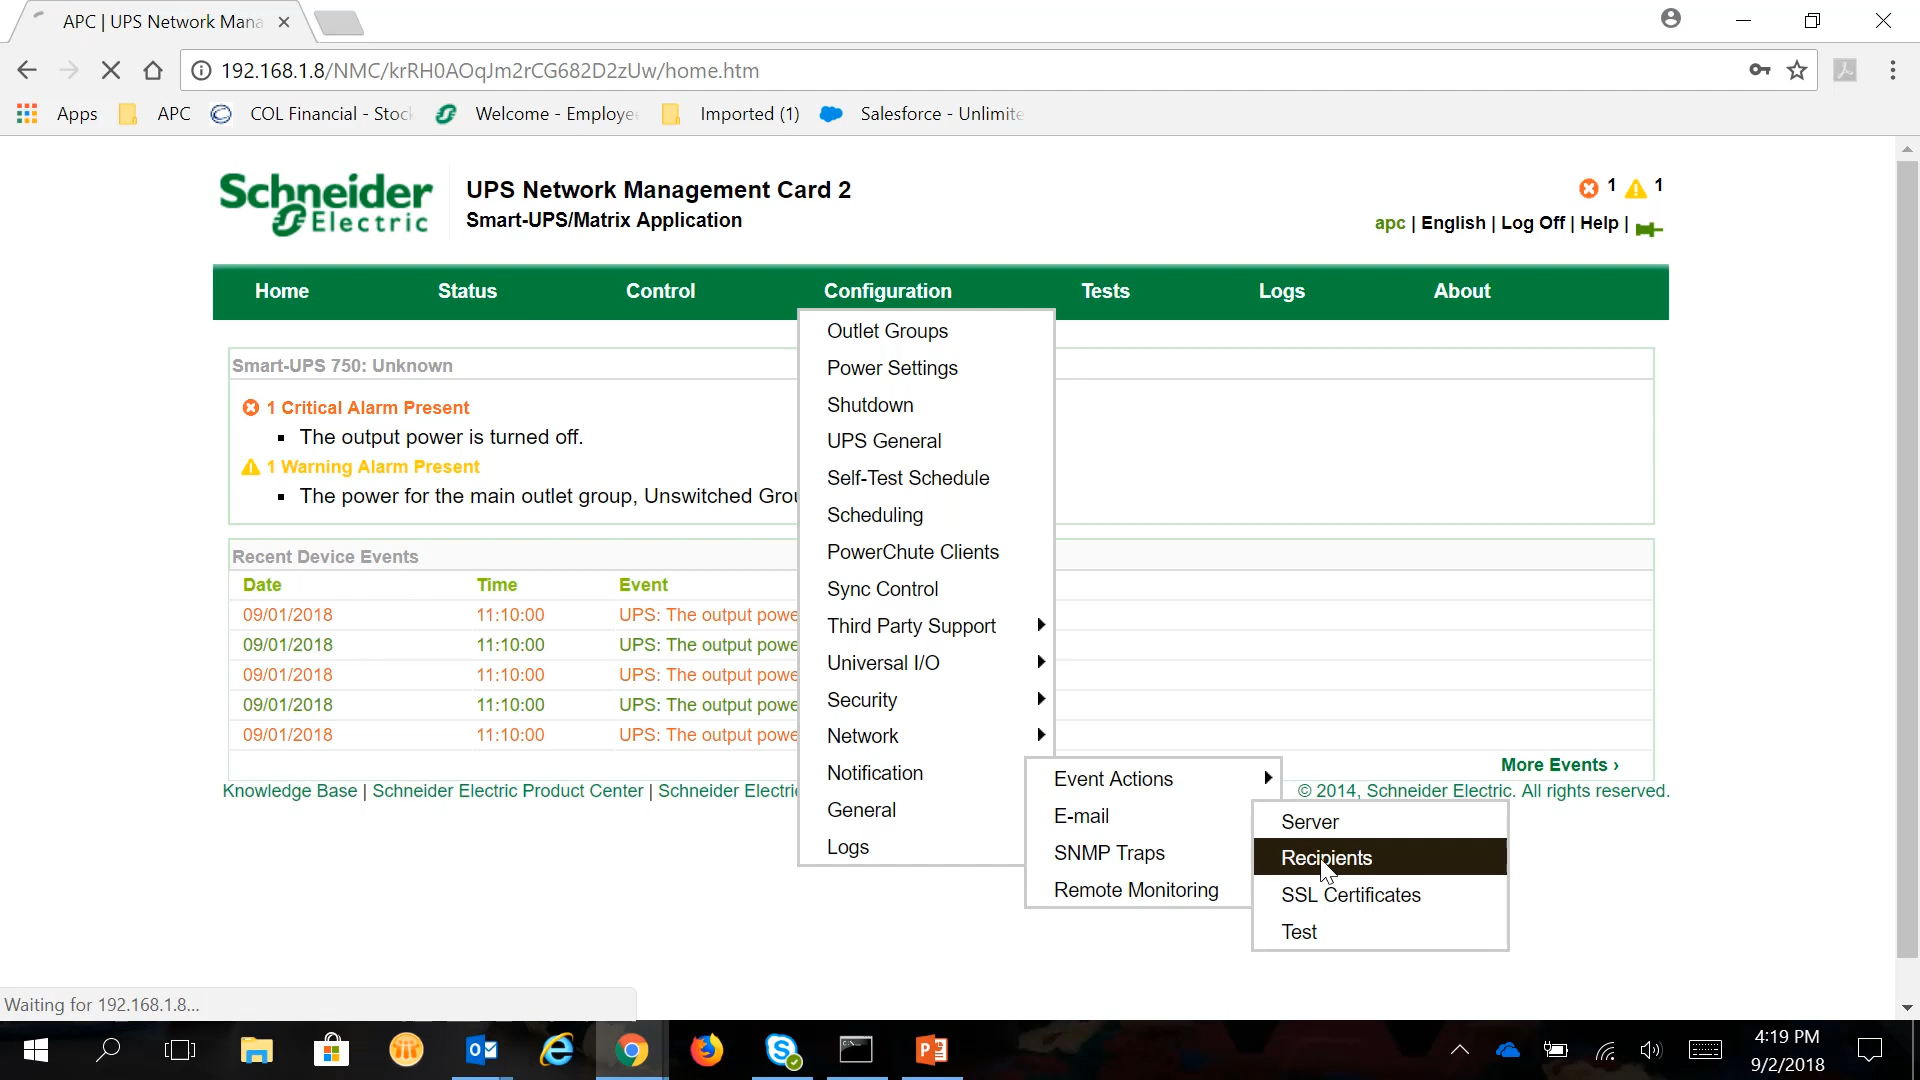 APC | UPS Network Mana
192.168.1.8/NMC/krRH0AOqJm2rCG682D2zUw/home.htm
Apps
APC
COL Financial - Stock
Welcome - Employee
Imported (1)
Salesforce - Unlimite
Schneider
Electric
UPS Network Management Card 2
Smart-UPS/Matrix Application
1
1
apc | English | Log Off | Help |
Home
Status
Control
Configuration
Tests
Logs
About
Outlet Groups
Power Settings
Shutdown
UPS General
Self-Test Schedule
Scheduling
PowerChute Clients
Sync Control
Third Party Support
Universal I/O
Security
Network
Notification
General
Logs
Event Actions
E-mail
SNMP Traps
Remote Monitoring
Server
Recipients
SSL Certificates
Test
Smart-UPS 750: Unknown
1 Critical Alarm Present
The output power is turned off.
1 Warning Alarm Present
The power for the main outlet group, Unswitched Grou
Recent Device Events
Date Time Event
09/01/2018 11:10:00 UPS: The output powe
09/01/2018 11:10:00 UPS: The output powe
09/01/2018 11:10:00 UPS: The output powe
09/01/2018 11:10:00 UPS: The output powe
09/01/2018 11:10:00 UPS: The output powe
More Events ›
Knowledge Base | Schneider Electric Product Center | Schneider Electric
© 2014, Schneider Electric. All rights reserved.
Waiting for 192.168.1.8...
4:19 PM
9/2/2018